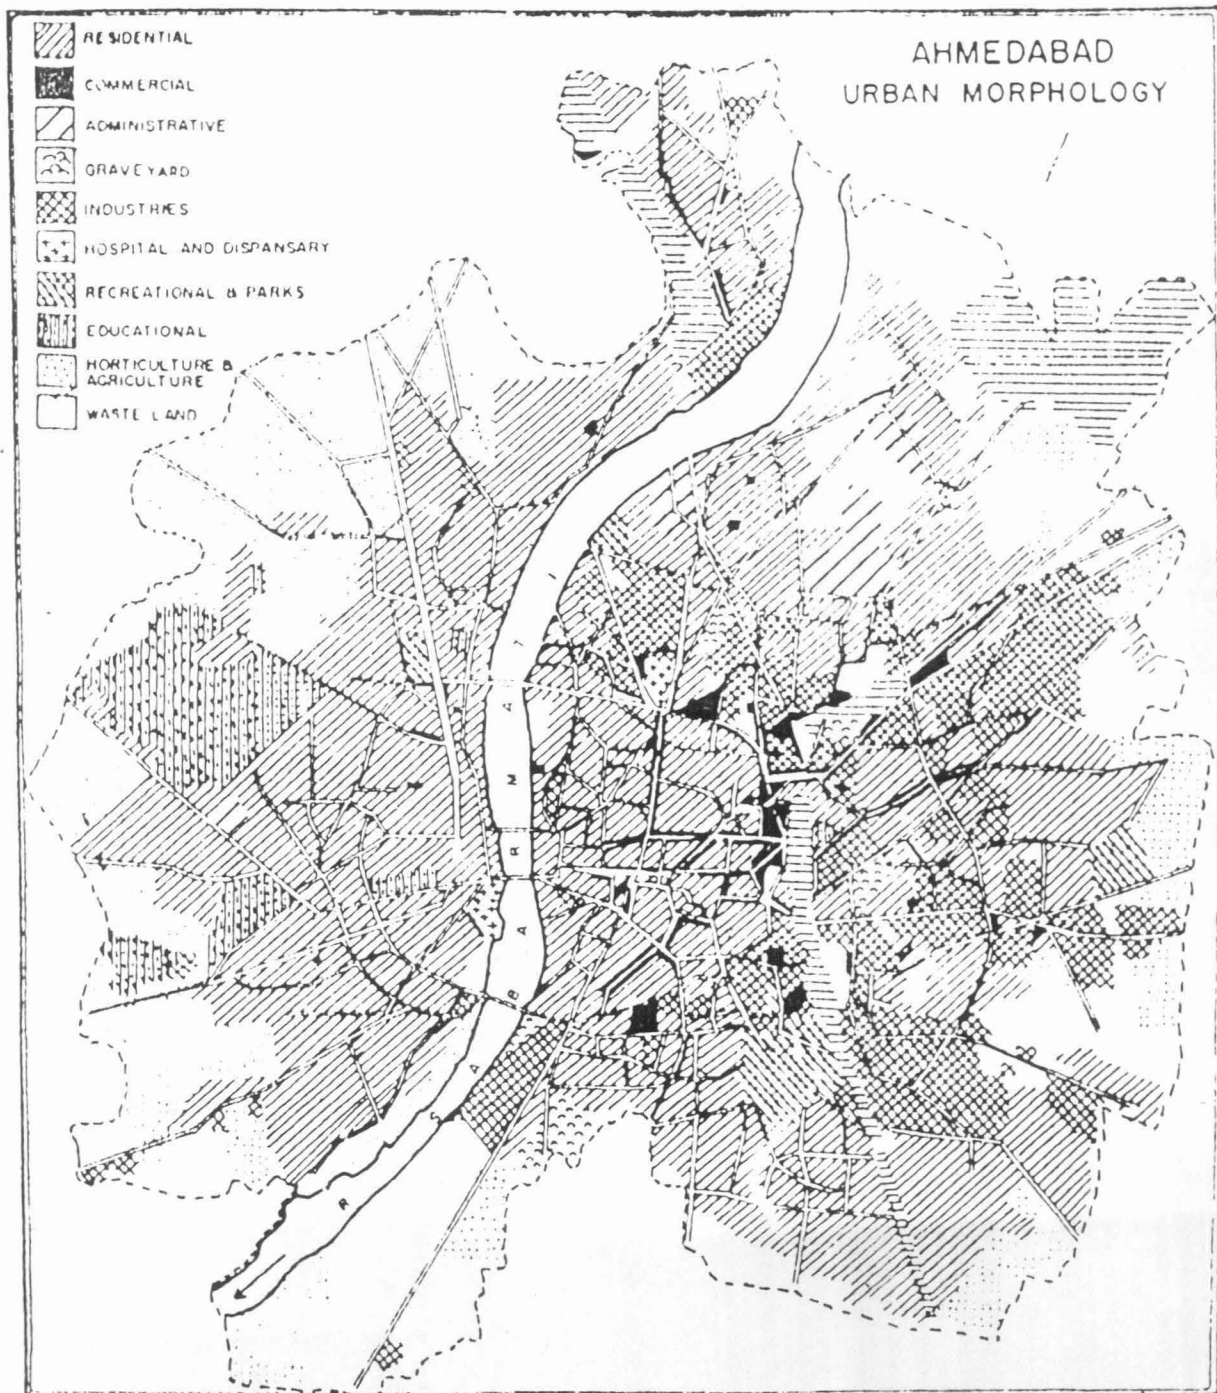 AHMEDABAD
URBAN MORPHOLOGY
RESIDENTIAL
COMMERCIAL
ADMINISTRATIVE
GRAVEYARD
INDUSTRIES
HOSPITAL AND DISPANSARY
RECREATIONAL & PARKS
EDUCATIONAL
HORTICULTURE &
AGRICULTURE
WASTE LAND
R A B A R M A T I